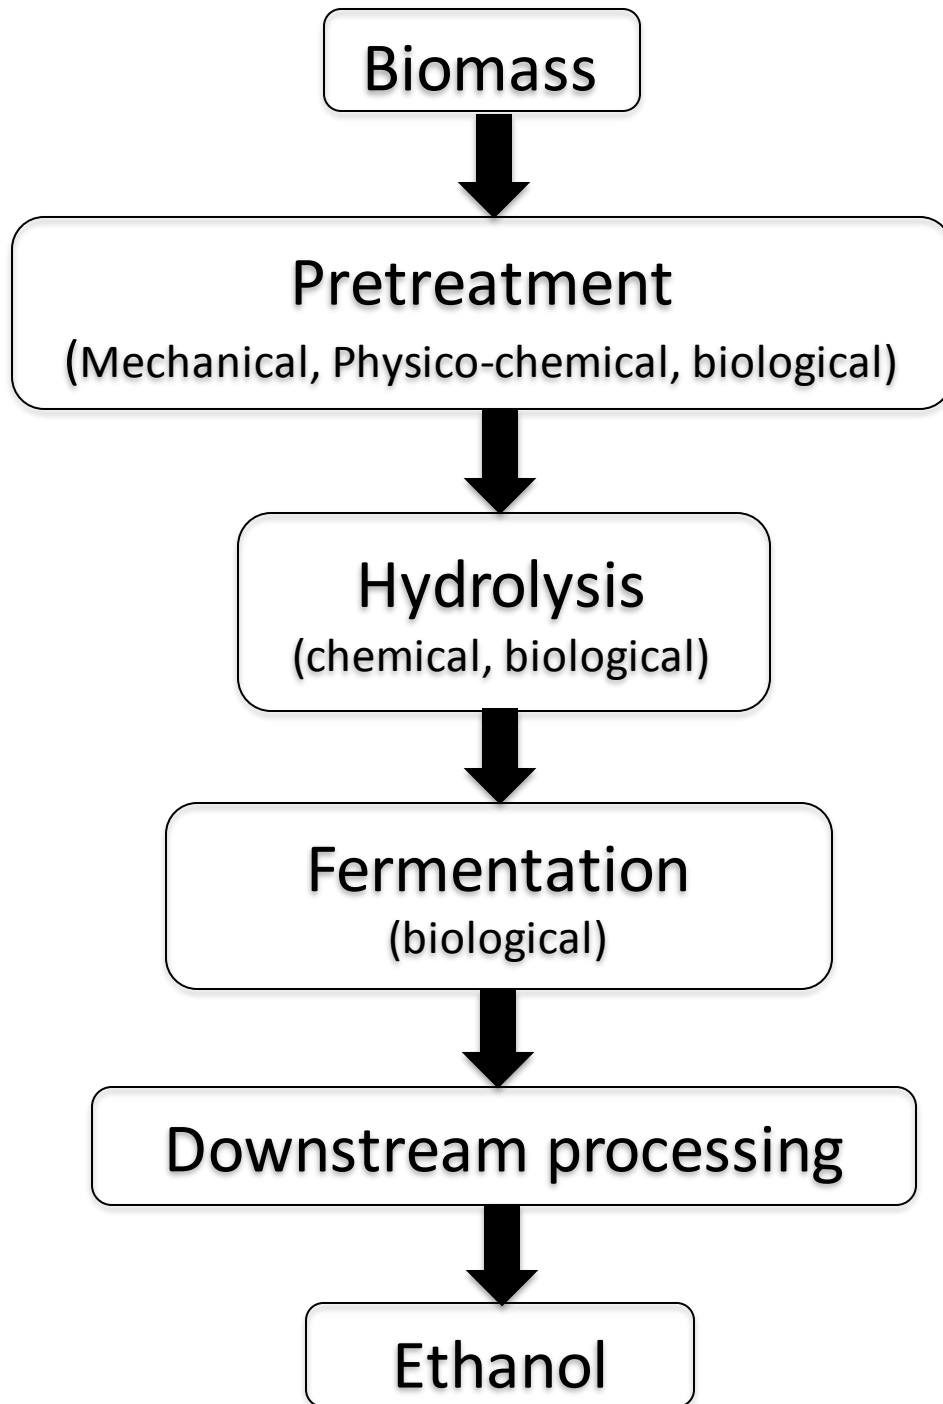 Biomass
Pretreatment
(Mechanical, Physico-chemical, biological)
Hydrolysis
(chemical, biological)
Fermentation
(biological)
Downstream processing
Ethanol